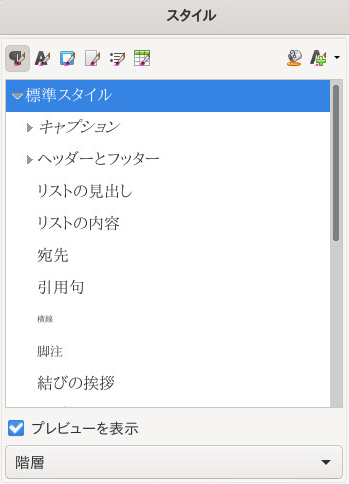 スタイル
標準スタイル
キャプション
ヘッダーとフッター
リストの見出し
リストの内容
宛先
引用句
横線
脚注
結びの挨拶
プレビューを表示
階層